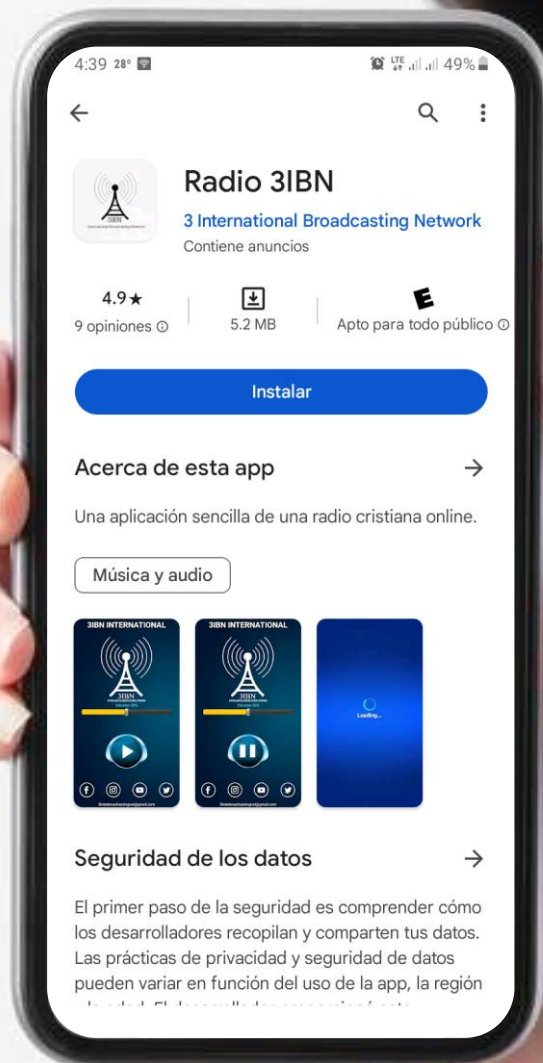 4:39 28° LTE 49%
Radio 3IBN
3IBN
3 International Broadcasting Network
Contiene anuncios
4.9★
9 opiniones
5.2 MB
E
Apto para todo público
Instalar
Acerca de esta app
Una aplicación sencilla de una radio cristiana online.
Música y audio
3IBN INTERNATIONAL
3IBN
3IBN INTERNATIONAL
3IBN
Loading...
Seguridad de los datos
El primer paso de la seguridad es comprender cómo
los desarrolladores recopilan y comparten tus datos.
Las prácticas de privacidad y seguridad de datos
pueden variar en función del uso de la app, la región